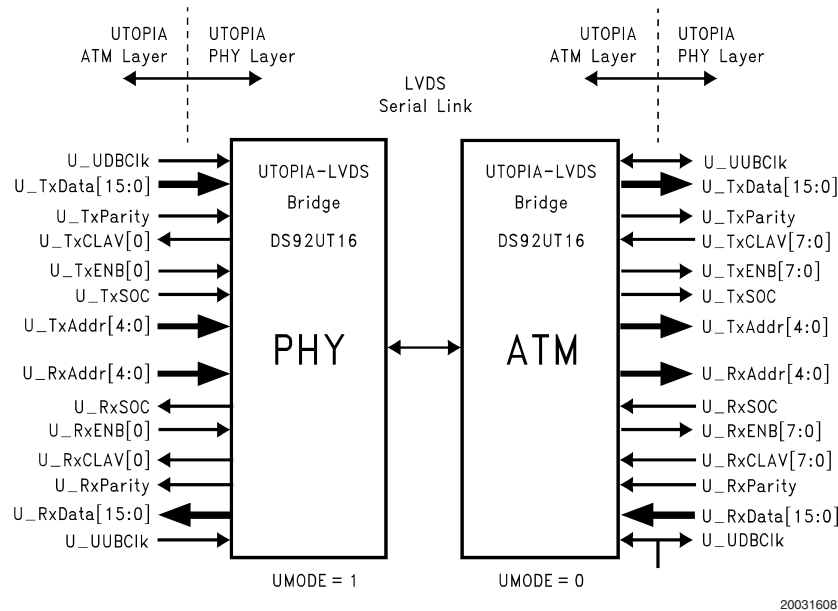 UTOPIA
ATM Layer
UTOPIA
PHY Layer
LVDS
Serial Link
UTOPIA
ATM Layer
UTOPIA
PHY Layer
U_UDBClk
U_TxData[15:0]
U_TxParity
U_TxCLAV[0]
U_TxENB[0]
U_TxSOC
U_TxAddr[4:0]
U_RxAddr[4:0]
U_RxSOC
U_RxENB[0]
U_RxCLAV[0]
U_RxParity
U_RxData[15:0]
U_UUBClk
UTOPIA-LVDS
Bridge
DS92UT16
PHY
UMODE = 1
UTOPIA-LVDS
Bridge
DS92UT16
ATM
UMODE = 0
U_UUBClk
U_TxData[15:0]
U_TxParity
U_TxCLAV[7:0]
U_TxENB[7:0]
U_TxSOC
U_TxAddr[4:0]
U_RxAddr[4:0]
U_RxSOC
U_RxENB[7:0]
U_RxCLAV[7:0]
U_RxParity
U_RxData[15:0]
U_UDBClk
20031608